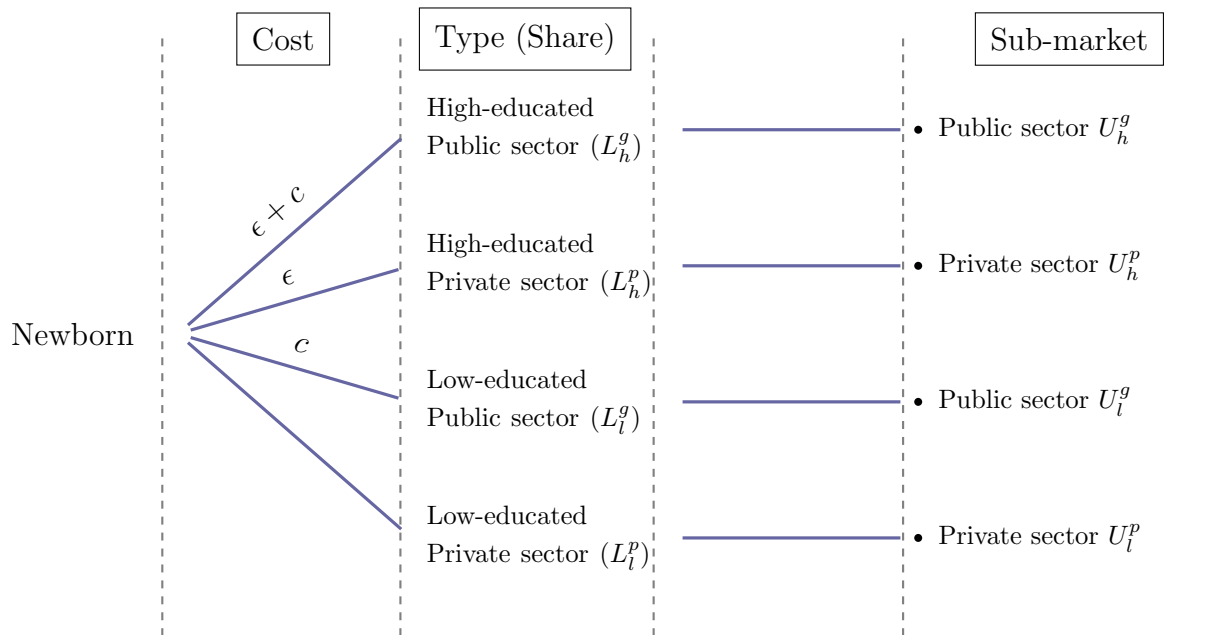 Cost
Type (Share)
Sub-market
High-educated
Public sector ($L_h^g$)
• Public sector $U_h^g$
$\epsilon + c$
High-educated
Private sector ($L_h^p$)
• Private sector $U_h^p$
$\epsilon$
Newborn
$c$
Low-educated
Public sector ($L_l^g$)
• Public sector $U_l^g$
Low-educated
Private sector ($L_l^p$)
• Private sector $U_l^p$